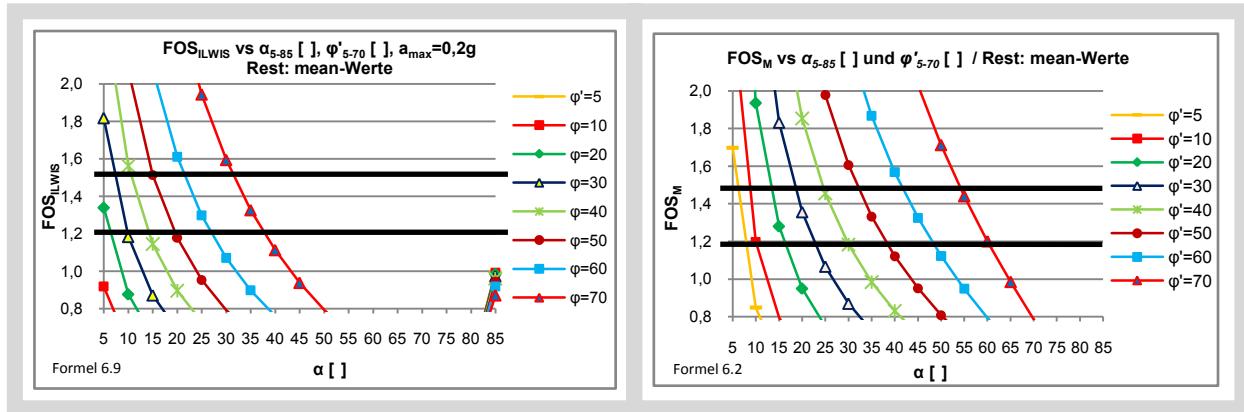 FOSILWIS vs α5-85 [ ], φ'5-70 [ ], amax=0,2g
Rest: mean-Werte
FOSILWIS
2,0
1,8
1,6
1,4
1,2
1,0
0,8
5 10 15 20 25 30 35 40 45 50 55 60 65 70 75 80 85
α [ ]
Formel 6.9
φ'=5
φ=10
φ=20
φ=30
φ=40
φ=50
φ=60
φ=70
FOSM vs α5-85 [ ] und φ'5-70 [ ] / Rest: mean-Werte
FOSM
2,0
1,8
1,6
1,4
1,2
1,0
0,8
5 10 15 20 25 30 35 40 45 50 55 60 65 70 75 80 85
α [ ]
Formel 6.2
φ'=5
φ'=10
φ'=20
φ'=30
φ'=40
φ'=50
φ'=60
φ'=70